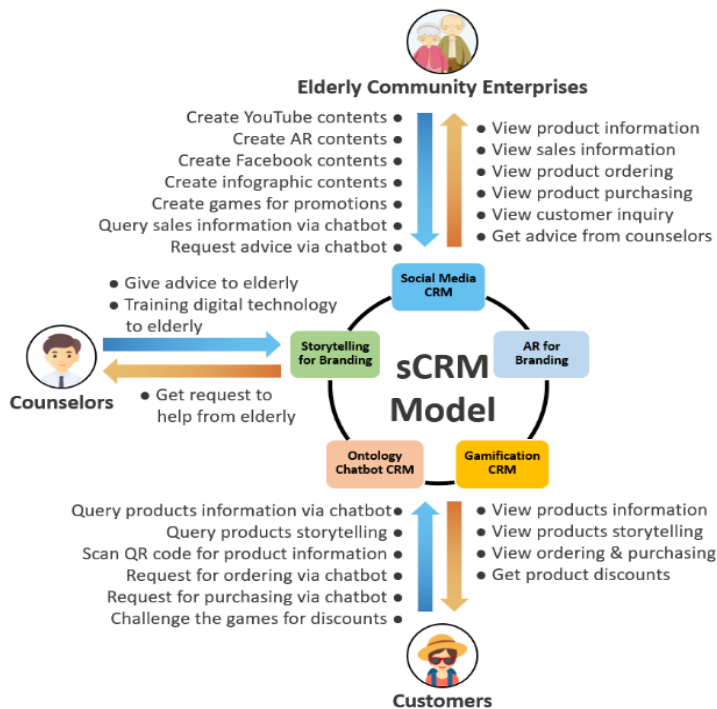 Elderly Community Enterprises
Create YouTube contents ●
Create AR contents ●
Create Facebook contents ●
Create infographic contents ●
Create games for promotions ●
Query sales information via chatbot ●
Request advice via chatbot ●
● View product information
● View sales information
● View product ordering
● View product purchasing
● View customer inquiry
● Get advice from counselors
● Give advice to elderly
● Training digital technology
to elderly
Counselors
● Get request to
help from elderly
Social Media
CRM
Storytelling
for Branding
AR for
Branding
sCRM
Model
Ontology
Chatbot CRM
Gamification
CRM
Query products information via chatbot ●
Query products storytelling ●
Scan QR code for product information ●
Request for ordering via chatbot ●
Request for purchasing via chatbot ●
Challenge the games for discounts ●
● View products information
● View products storytelling
● View ordering & purchasing
● Get product discounts
Customers